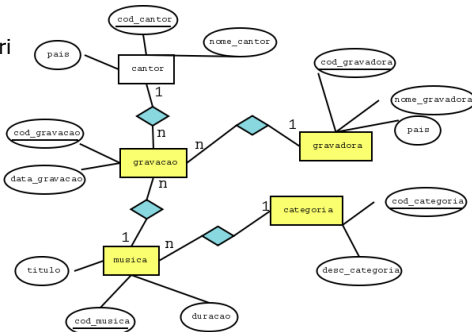 cod_cantor
nome_cantor
ri
pais
cantor
cod_gravadora
1
nome_gravadora
n
n
1
pais
cod_gravacao
gravadora
gravacao
data_gravacao
n
cod_categoria
1
categoria
1
n
musica
titulo
desc_categoria
cod_musica
duracao